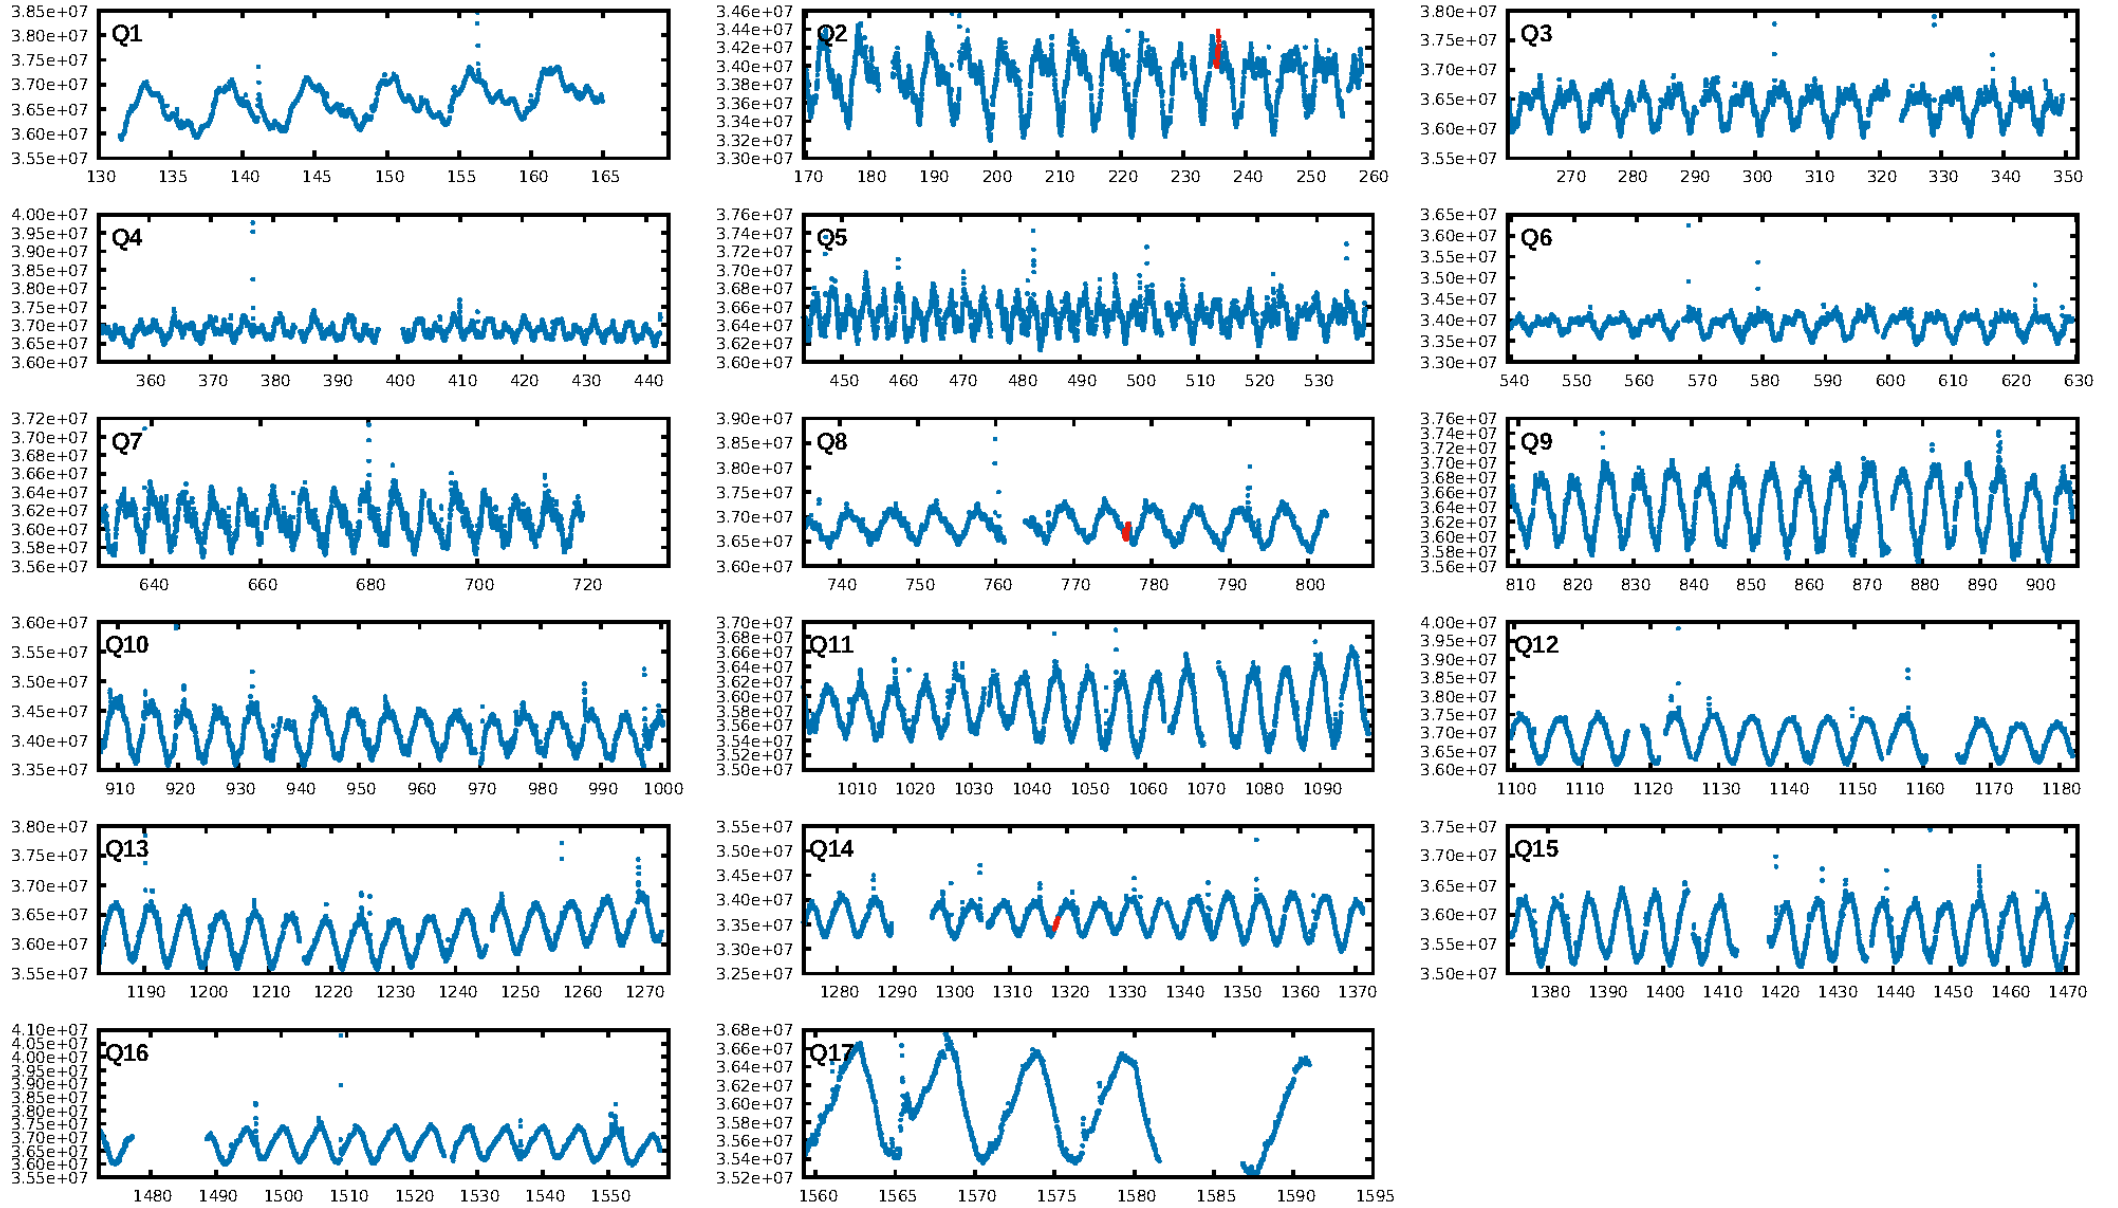 Q1
3.85e+07
3.80e+07
3.75e+07
3.70e+07
3.65e+07
3.60e+07
3.55e+07
130 135 140 145 150 155 160 165
Q2
3.46e+07
3.44e+07
3.42e+07
3.40e+07
3.38e+07
3.36e+07
3.34e+07
3.32e+07
3.30e+07
170 180 190 200 210 220 230 240 250 260
Q3
3.80e+07
3.75e+07
3.70e+07
3.65e+07
3.60e+07
3.55e+07
270 280 290 300 310 320 330 340 350
Q4
4.00e+07
3.95e+07
3.90e+07
3.85e+07
3.80e+07
3.75e+07
3.70e+07
3.65e+07
3.60e+07
360 370 380 390 400 410 420 430 440
Q5
3.76e+07
3.74e+07
3.72e+07
3.70e+07
3.68e+07
3.66e+07
3.64e+07
3.62e+07
3.60e+07
450 460 470 480 490 500 510 520 530
Q6
3.65e+07
3.60e+07
3.55e+07
3.50e+07
3.45e+07
3.40e+07
3.35e+07
3.30e+07
540 550 560 570 580 590 600 610 620 630
Q7
3.72e+07
3.70e+07
3.68e+07
3.66e+07
3.64e+07
3.62e+07
3.60e+07
3.58e+07
3.56e+07
640 660 680 700 720
Q8
3.90e+07
3.85e+07
3.80e+07
3.75e+07
3.70e+07
3.65e+07
3.60e+07
740 750 760 770 780 790 800
Q9
3.76e+07
3.74e+07
3.72e+07
3.70e+07
3.68e+07
3.66e+07
3.64e+07
3.62e+07
3.60e+07
3.58e+07
3.56e+07
810 820 830 840 850 860 870 880 890 900
Q10
3.60e+07
3.55e+07
3.50e+07
3.45e+07
3.40e+07
3.35e+07
910 920 930 940 950 960 970 980 990 1000
Q11
3.70e+07
3.68e+07
3.66e+07
3.64e+07
3.62e+07
3.60e+07
3.58e+07
3.56e+07
3.54e+07
3.52e+07
3.50e+07
1010 1020 1030 1040 1050 1060 1070 1080 1090
Q12
4.00e+07
3.95e+07
3.90e+07
3.85e+07
3.80e+07
3.75e+07
3.70e+07
3.65e+07
3.60e+07
1100 1110 1120 1130 1140 1150 1160 1170 1180
Q13
3.80e+07
3.75e+07
3.70e+07
3.65e+07
3.60e+07
3.55e+07
1190 1200 1210 1220 1230 1240 1250 1260 1270
Q14
3.55e+07
3.50e+07
3.45e+07
3.40e+07
3.35e+07
3.30e+07
3.25e+07
1280 1290 1300 1310 1320 1330 1340 1350 1360 1370
Q15
3.75e+07
3.70e+07
3.65e+07
3.60e+07
3.55e+07
3.50e+07
1380 1390 1400 1410 1420 1430 1440 1450 1460 1470
Q16
4.10e+07
4.05e+07
4.00e+07
3.95e+07
3.90e+07
3.85e+07
3.80e+07
3.75e+07
3.70e+07
3.65e+07
3.60e+07
3.55e+07
1480 1490 1500 1510 1520 1530 1540 1550
Q17
3.68e+07
3.66e+07
3.64e+07
3.62e+07
3.60e+07
3.58e+07
3.56e+07
3.54e+07
3.52e+07
1560 1565 1570 1575 1580 1585 1590 1595